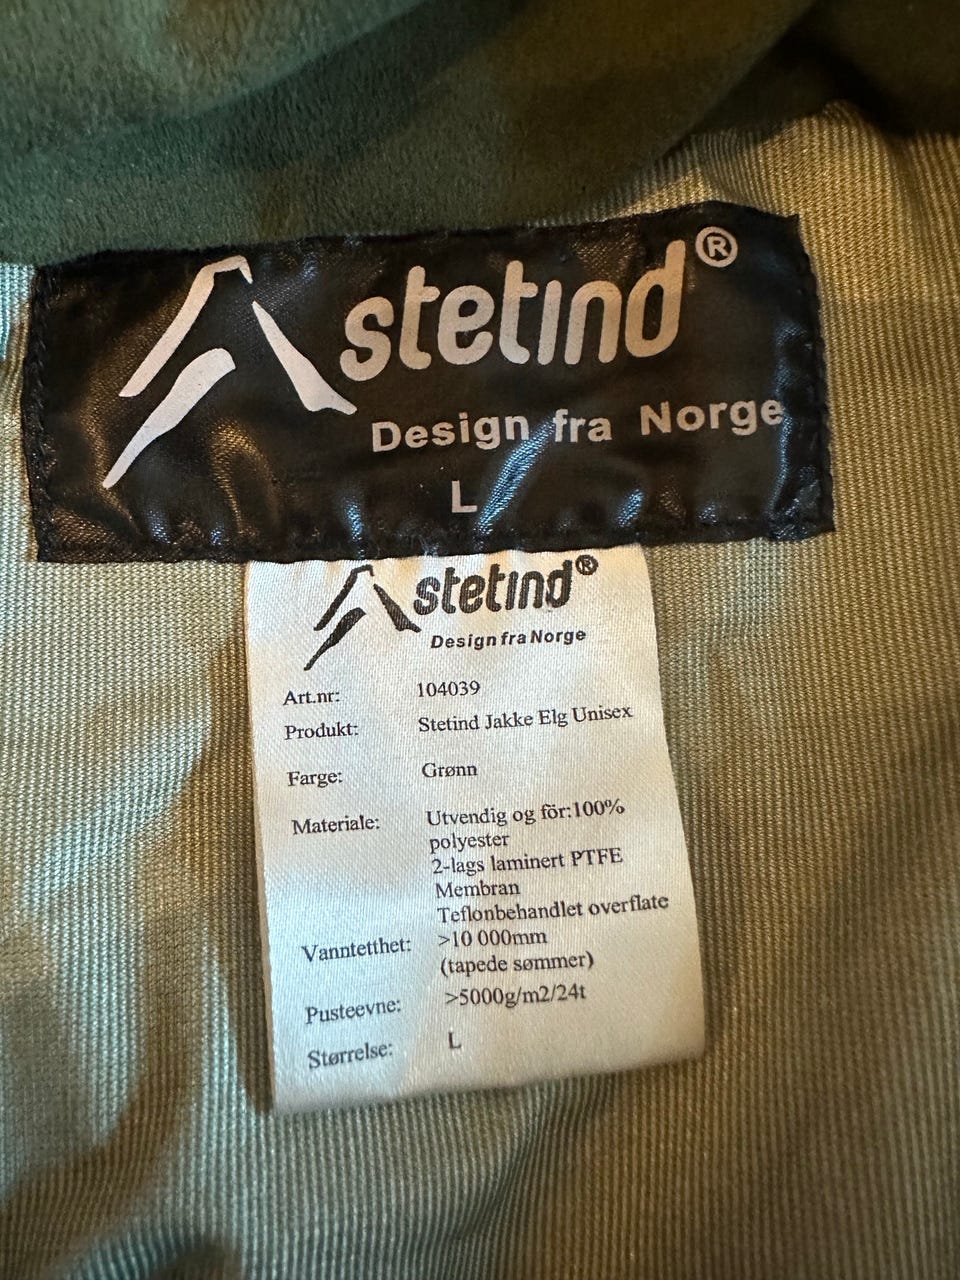 stetind®
Design fra Norge
L
stetind®
Design fra Norge
Art.nr: 104039
Produkt: Stetind Jakke Elg Unisex
Farge: Grønn
Materiale: Utvendig og fôr:100%
polyester
2-lags laminert PTFE
Membran
Teflonbehandlet overflate
Vanntetthet: >10 000mm
(tapede sømmer)
Pusteevne: >5000g/m2/24t
Størrelse: L